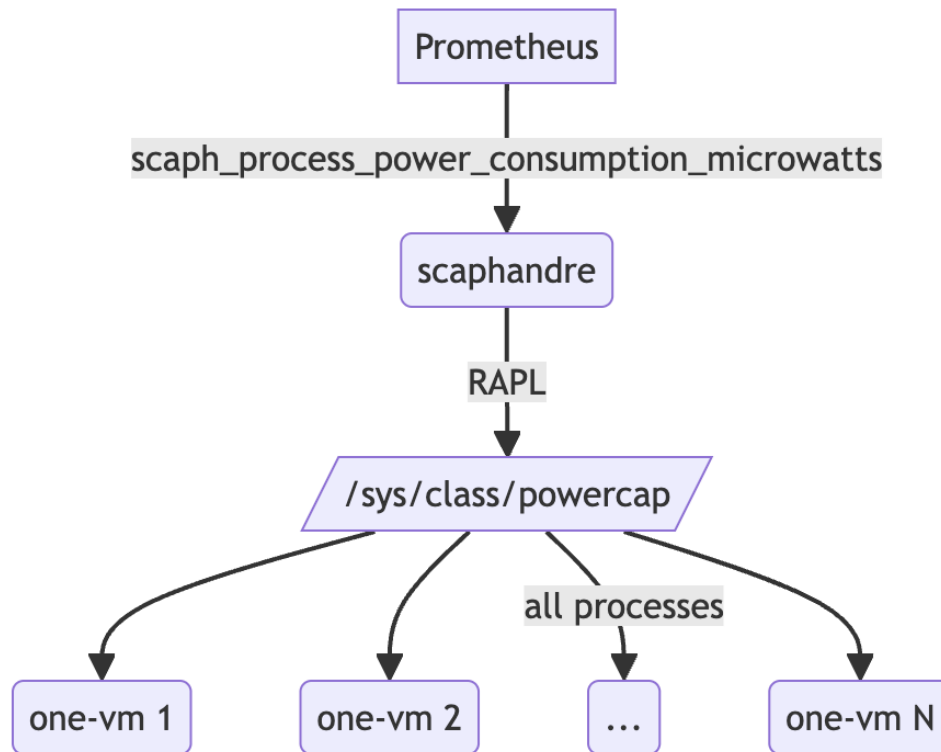 Prometheus
scaph_process_power_consumption_microwatts
scaphandre
RAPL
/sys/class/powercap
all processes
one-vm 1
one-vm 2
...
one-vm N